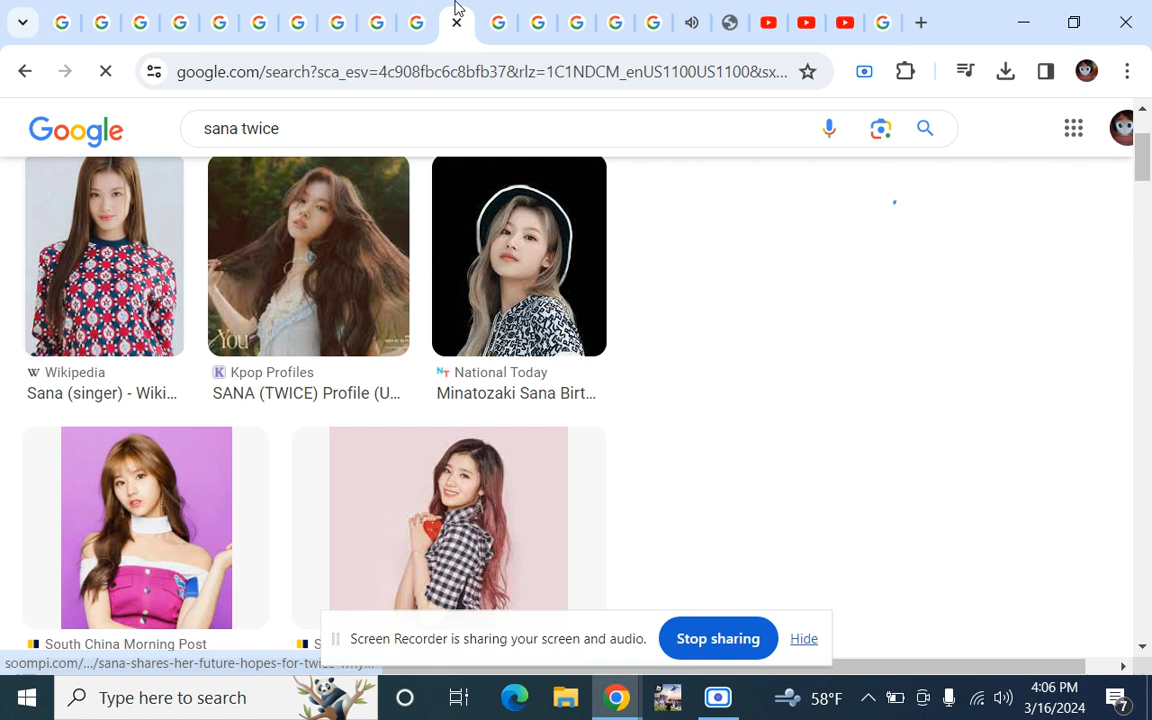 google.com/search?sca_esv=4c908fbc6c8bfb37&rlz=1C1NDCM_enUS1100US1100&sx...
Google
sana twice
You
W Wikipedia
K Kpop Profiles
NT National Today
Sana (singer) - Wiki...
SANA (TWICE) Profile (U...
Minatozaki Sana Birt...
South China Morning Post
S
Screen Recorder is sharing your screen and audio.
Stop sharing
Hide
soompi.com/.../sana-shares-her-future-hopes-for-twice-why...
Type here to search
58°F
4:06 PM
3/16/2024
7